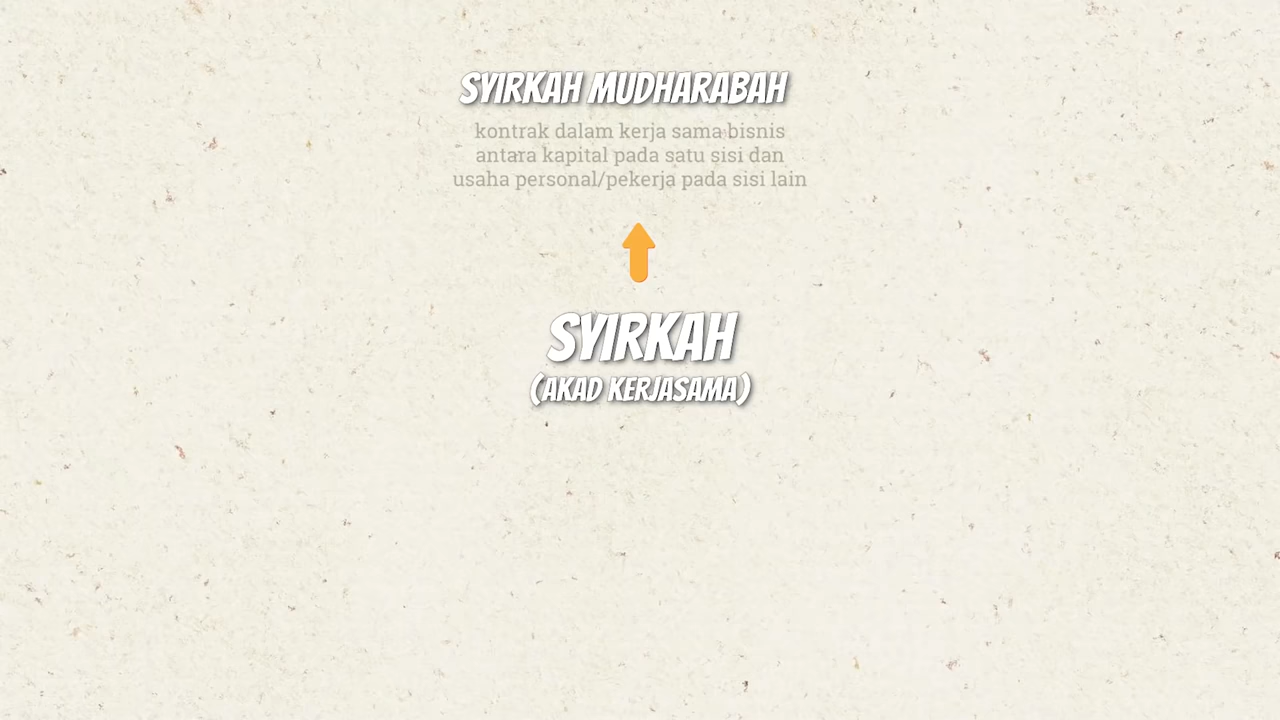 SYIRKAH MUDHARABAH
kontrak dalam kerja sama bisnis
antara kapital pada satu sisi dan
usaha personal/pekerja pada sisi lain
SYIRKAH
(AKAD KERJASAMA)